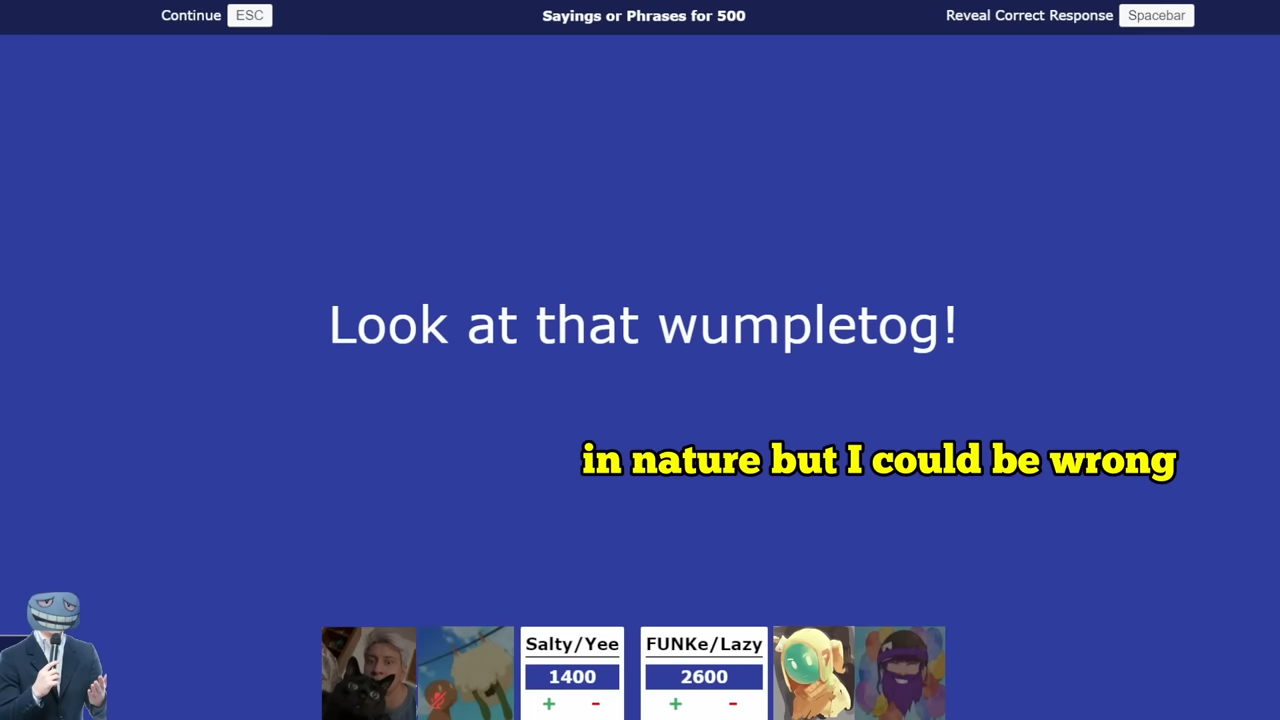 Continue ESC
Sayings or Phrases for 500
Reveal Correct Response Spacebar
Look at that wumpletog!
in nature but I could be wrong
Salty/Yee
1400
+ -
FUNKe/Lazy
2600
+ -